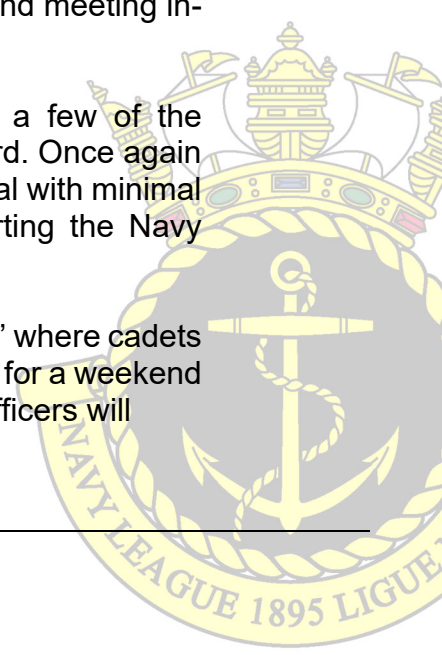 nd meeting in-
a few of the
rd. Once again
al with minimal
rting the Navy
’ where cadets
for a weekend
fficers will
NAVY LEAGUE 1895 LIGUE